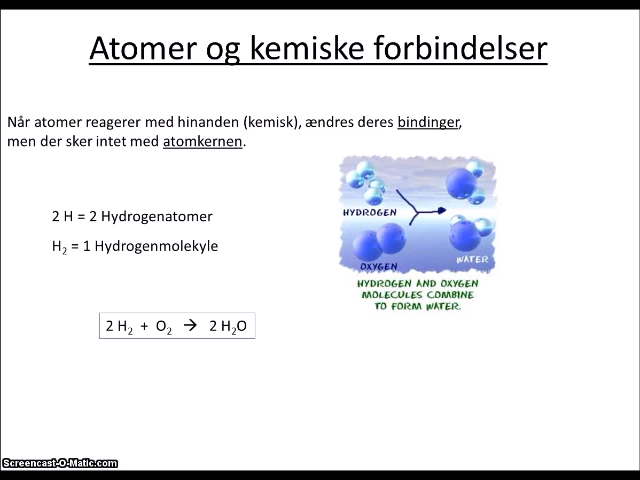 Atomer og kemiske forbindelser
Når atomer reagerer med hinanden (kemisk), ændres deres bindinger,
men der sker intet med atomkernen.
2 H = 2 Hydrogenatomer
H₂ = 1 Hydrogenmolekyle
HYDROGEN
OXYGEN
WATER
HYDROGEN AND OXYGEN
MOLECULES COMBINE
TO FORM WATER.
2 H₂ + O₂ → 2 H₂O
Screencast-O-Matic.com